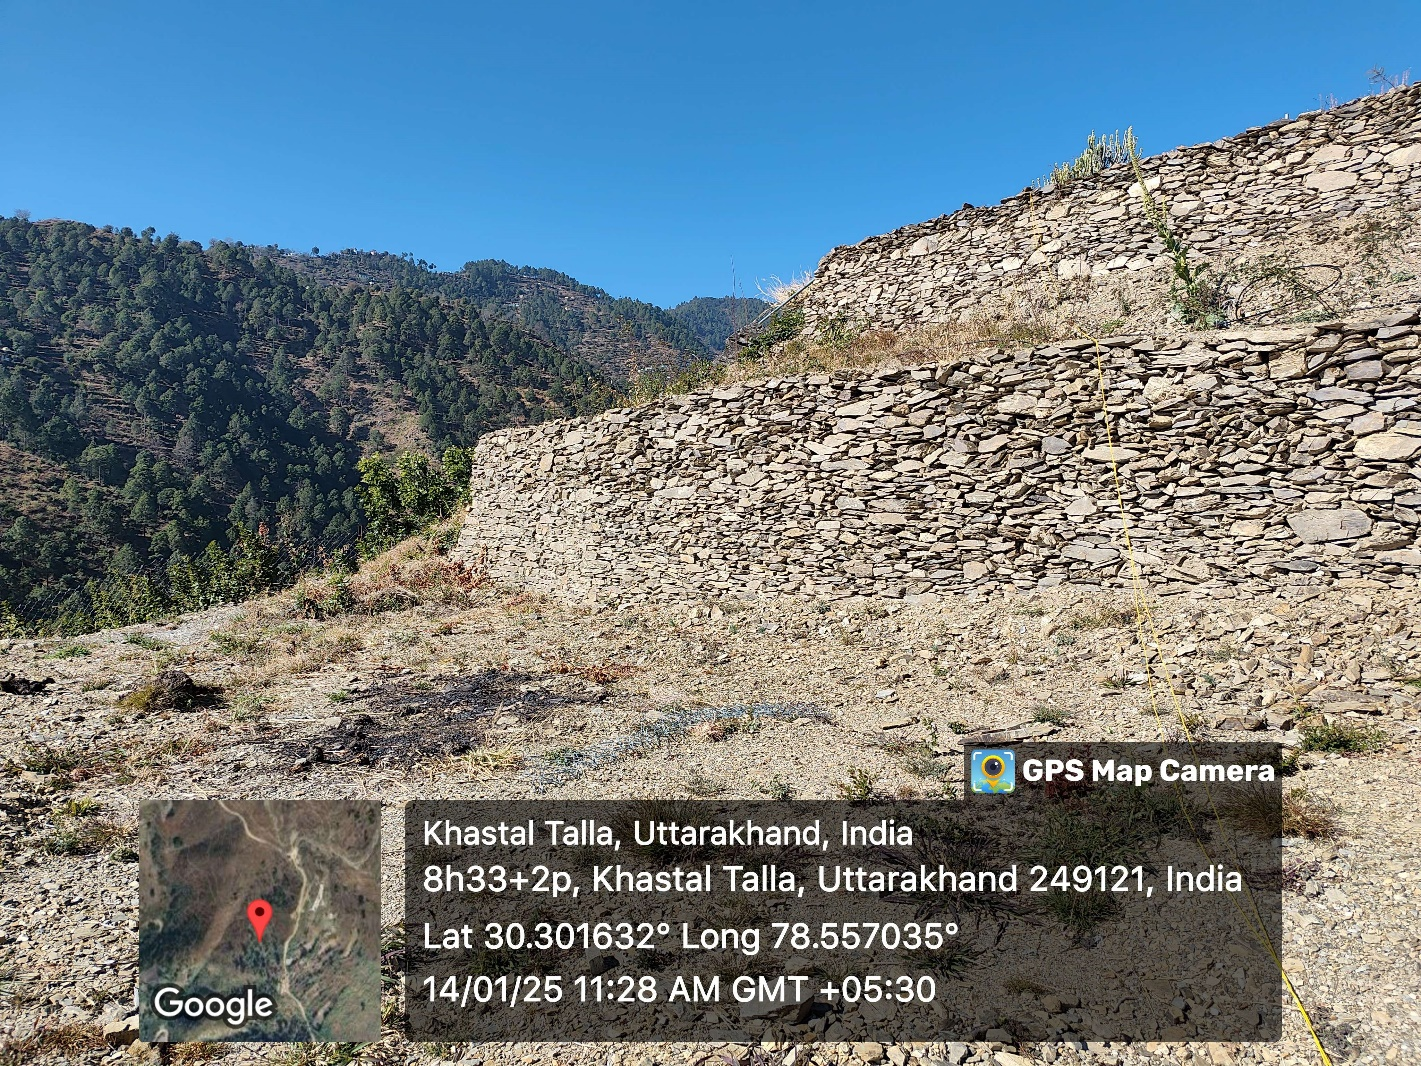 GPS Map Camera
Khastal Talla, Uttarakhand, India
8h33+2p, Khastal Talla, Uttarakhand 249121, India
Lat 30.301632° Long 78.557035°
14/01/25 11:28 AM GMT +05:30
Google